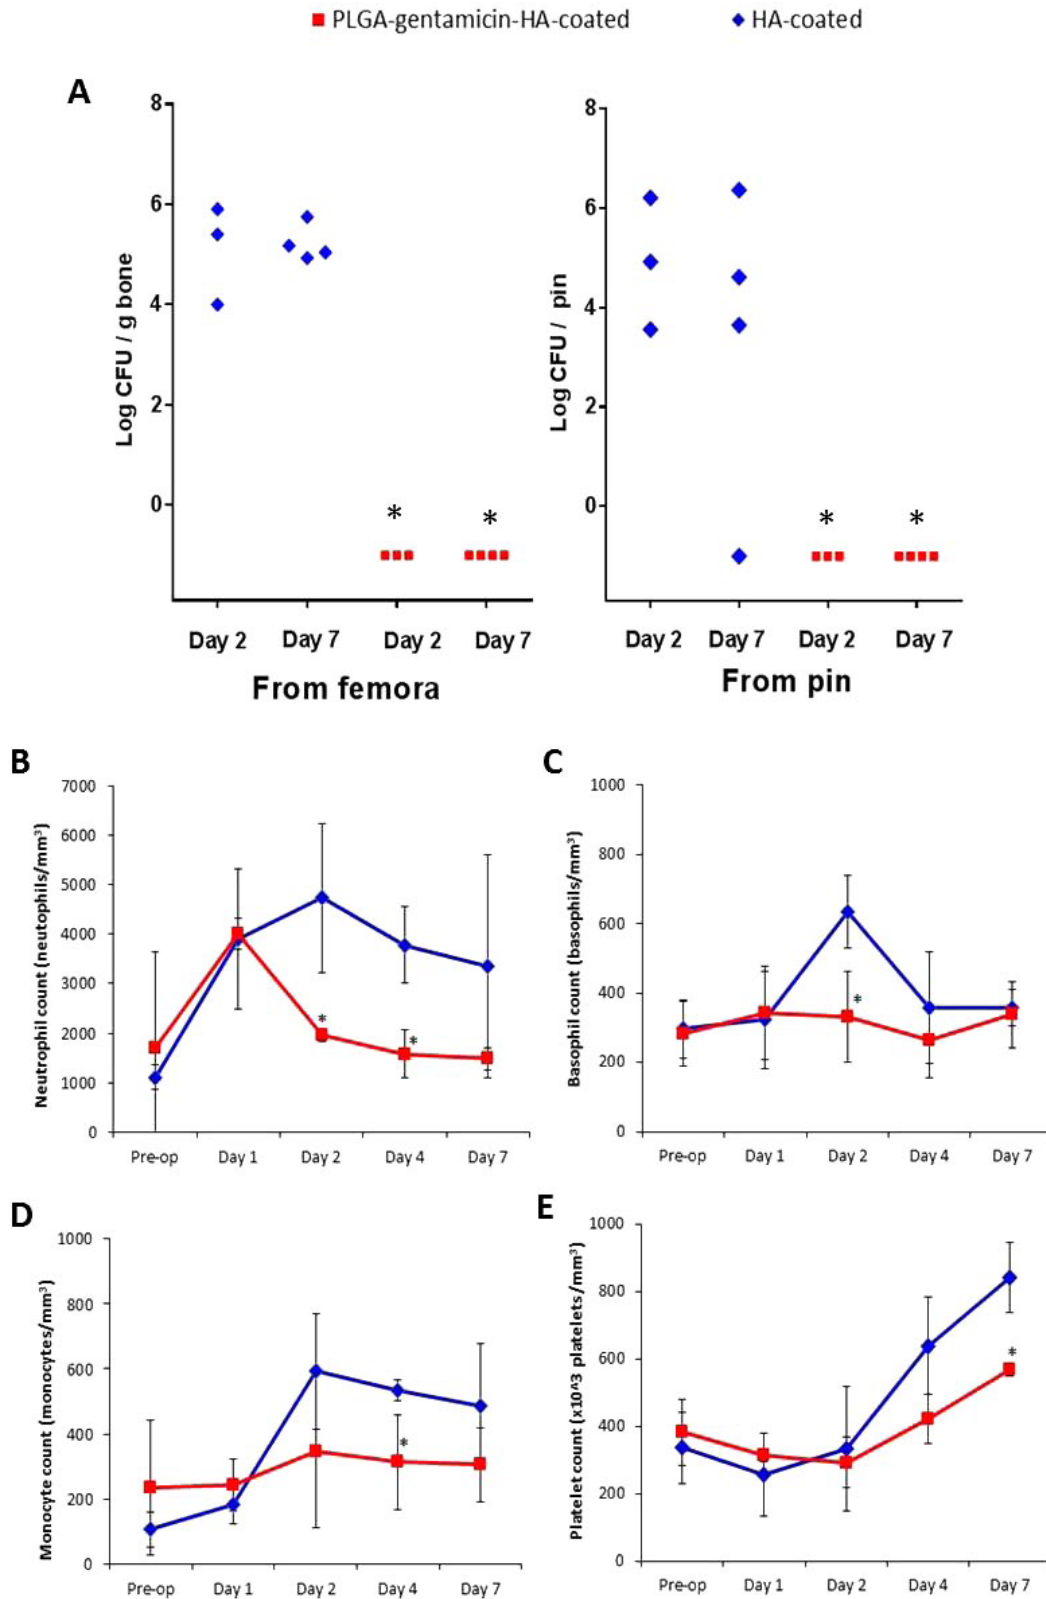 PLGA-gentamicin-HA-coated HA-coated
A
8
6
4
2
0
Log CFU / g bone
* *
Day 2 Day 7 Day 2 Day 7
From femora
8
6
4
2
0
Log CFU / pin
* *
Day 2 Day 7 Day 2 Day 7
From pin
B
7000
6000
5000
4000
3000
2000
1000
0
Neutrophil count (neutophils/mm³)
* *
Pre-op Day 1 Day 2 Day 4 Day 7
C
1000
800
600
400
200
0
Basophil count (basophils/mm³)
*
Pre-op Day 1 Day 2 Day 4 Day 7
D
1000
800
600
400
200
0
Monocyte count (monocytes/mm³)
*
Pre-op Day 1 Day 2 Day 4 Day 7
E
1000
800
600
400
200
0
Platelet count (x10^3 platelets/mm³)
*
Pre-op Day 1 Day 2 Day 4 Day 7